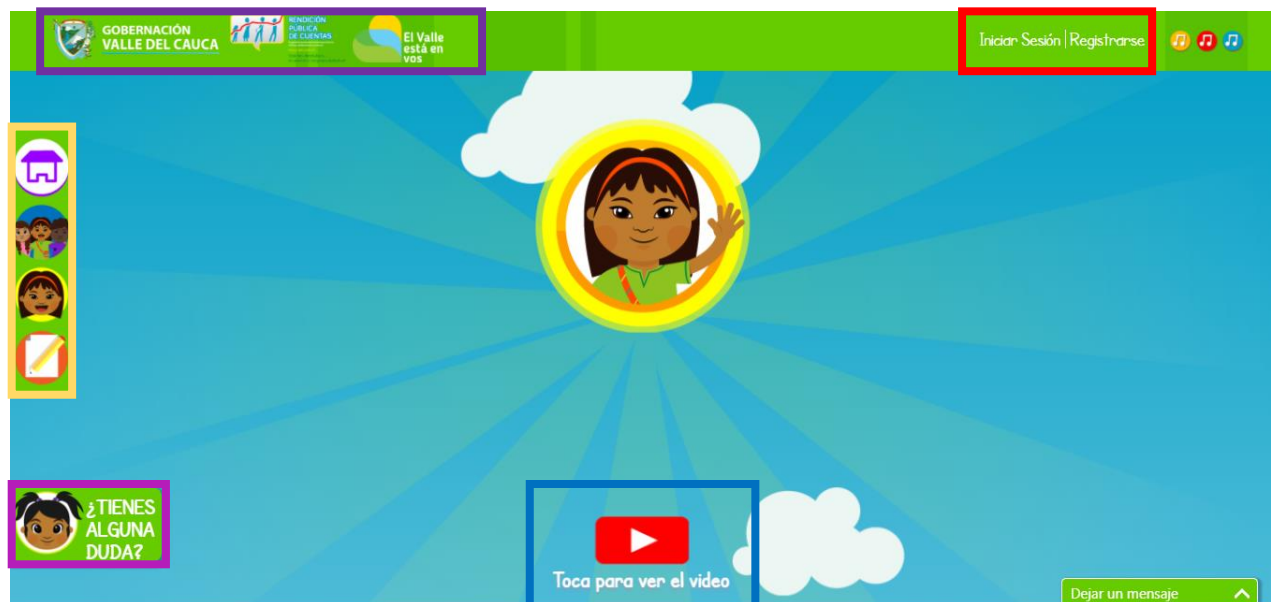 GOBERNACIÓN
VALLE DEL CAUCA
RENDICIÓN
PÚBLICA
DE CUENTAS
El Valle
está en
vos
Iniciar Sesión | Registrarse
¿TIENES
ALGUNA
DUDA?
Toca para ver el video
Dejar un mensaje